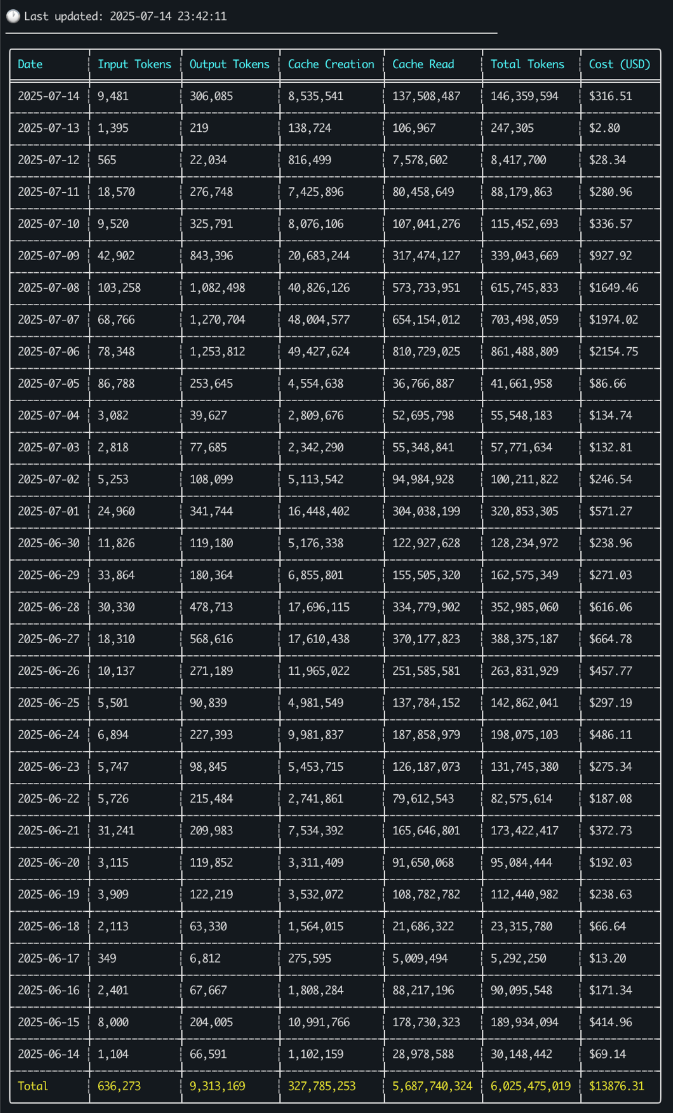 Last updated: 2025-07-14 23:42:11
Date Input Tokens Output Tokens Cache Creation Cache Read Total Tokens Cost (USD)
2025-07-14 9,481 306,085 8,535,541 137,508,487 146,359,594 $316.51
2025-07-13 1,395 219 138,724 106,967 247,305 $2.80
2025-07-12 565 22,034 816,499 7,578,602 8,417,700 $28.34
2025-07-11 18,570 276,748 7,425,896 80,458,649 88,179,863 $280.96
2025-07-10 9,520 325,791 8,076,106 107,041,276 115,452,693 $336.57
2025-07-09 42,902 843,396 20,683,244 317,474,127 339,043,669 $927.92
2025-07-08 103,258 1,082,498 40,826,126 573,733,951 615,745,833 $1649.46
2025-07-07 68,766 1,270,704 48,004,577 654,154,012 703,498,059 $1974.02
2025-07-06 78,348 1,253,812 49,427,624 810,729,025 861,488,809 $2154.75
2025-07-05 86,788 253,645 4,554,638 36,766,887 41,661,958 $86.66
2025-07-04 3,082 39,627 2,809,676 52,695,798 55,548,183 $134.74
2025-07-03 2,818 77,685 2,342,290 55,348,841 57,771,634 $132.81
2025-07-02 5,253 108,099 5,113,542 94,984,928 100,211,822 $246.54
2025-07-01 24,960 341,744 16,448,402 304,038,199 320,853,305 $571.27
2025-06-30 11,826 119,180 5,176,338 122,927,628 128,234,972 $238.96
2025-06-29 33,864 180,364 6,855,801 155,505,320 162,575,349 $271.03
2025-06-28 30,330 478,713 17,696,115 334,779,902 352,985,060 $616.06
2025-06-27 18,310 568,616 17,610,438 370,177,823 388,375,187 $664.78
2025-06-26 10,137 271,189 11,965,022 251,585,581 263,831,929 $457.77
2025-06-25 5,501 90,839 4,981,549 137,784,152 142,862,041 $297.19
2025-06-24 6,894 227,393 9,981,837 187,858,979 198,075,103 $486.11
2025-06-23 5,747 98,845 5,453,715 126,187,073 131,745,380 $275.34
2025-06-22 5,726 215,484 2,741,861 79,612,543 82,575,614 $187.08
2025-06-21 31,241 209,983 7,534,392 165,646,801 173,422,417 $372.73
2025-06-20 3,115 119,852 3,311,409 91,650,068 95,084,444 $192.03
2025-06-19 3,909 122,219 3,532,072 108,782,782 112,440,982 $238.63
2025-06-18 2,113 63,330 1,564,015 21,686,322 23,315,780 $66.64
2025-06-17 349 6,812 275,595 5,009,494 5,292,250 $13.20
2025-06-16 2,401 67,667 1,808,284 88,217,196 90,095,548 $171.34
2025-06-15 8,000 204,005 10,991,766 178,730,323 189,934,094 $414.96
2025-06-14 1,104 66,591 1,102,159 28,978,588 30,148,442 $69.14
Total 636,273 9,313,169 327,785,253 5,687,740,324 6,025,475,019 $13876.31